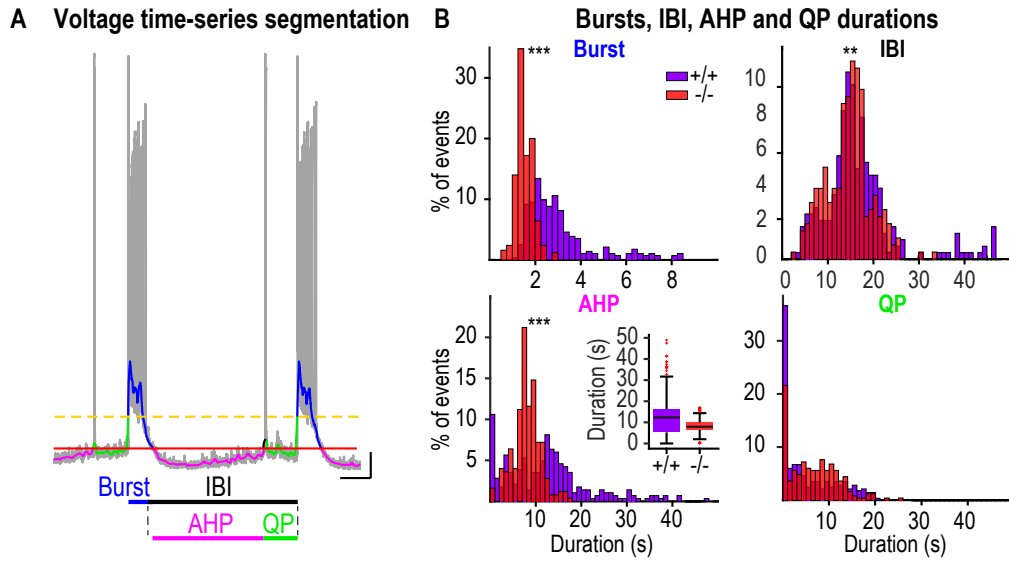 A Voltage time-series segmentation
Burst
IBI
AHP
QP
B Bursts, IBI, AHP and QP durations
Burst
***
+/+
-/-
% of events
30
20
10
2 4 6 8
IBI
**
10
8
6
4
2
0
0 10 20 30 40
AHP
***
% of events
20
15
10
5
10 20 30 40
Duration (s)
Duration (s)
50
40
30
20
10
0
+/+ -/-
QP
30
20
10
0 10 20 30 40
Duration (s)